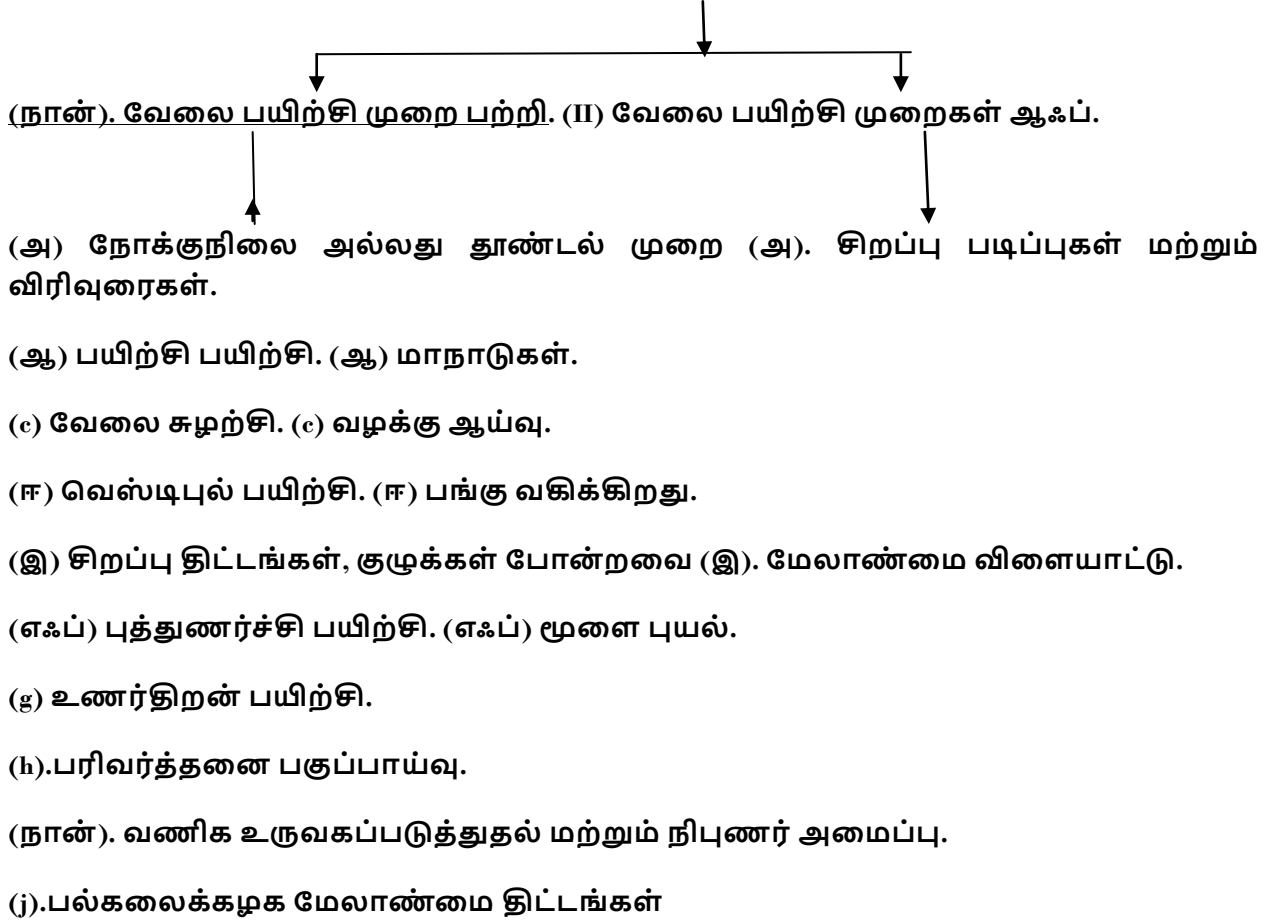 (நான்). வேலை பயிற்சி முறை பற்றி. (II) வேலை பயிற்சி முறைகள் ஆஃப்.
(அ) நோக்குநிலை அல்லது தூண்டல் முறை (அ). சிறப்பு படிப்புகள் மற்றும்
விரிவுரைகள்.
(ஆ) பயிற்சி பயிற்சி. (ஆ) மாநாடுகள்.
(c) வேலை சுழற்சி. (c) வழக்கு ஆய்வு.
(ஈ) வெஸ்டிபுல் பயிற்சி. (ஈ) பங்கு வகிக்கிறது.
(இ) சிறப்பு திட்டங்கள், குழுக்கள் போன்றவை (இ). மேலாண்மை விளையாட்டு.
(எஃப்) புத்துணர்ச்சி பயிற்சி. (எஃப்) மூளை புயல்.
(g) உணர்திறன் பயிற்சி.
(h).பரிவர்த்தனை பகுப்பாய்வு.
(நான்). வணிக உருவகப்படுத்துதல் மற்றும் நிபுணர் அமைப்பு.
(j).பல்கலைக்கழக மேலாண்மை திட்டங்கள்